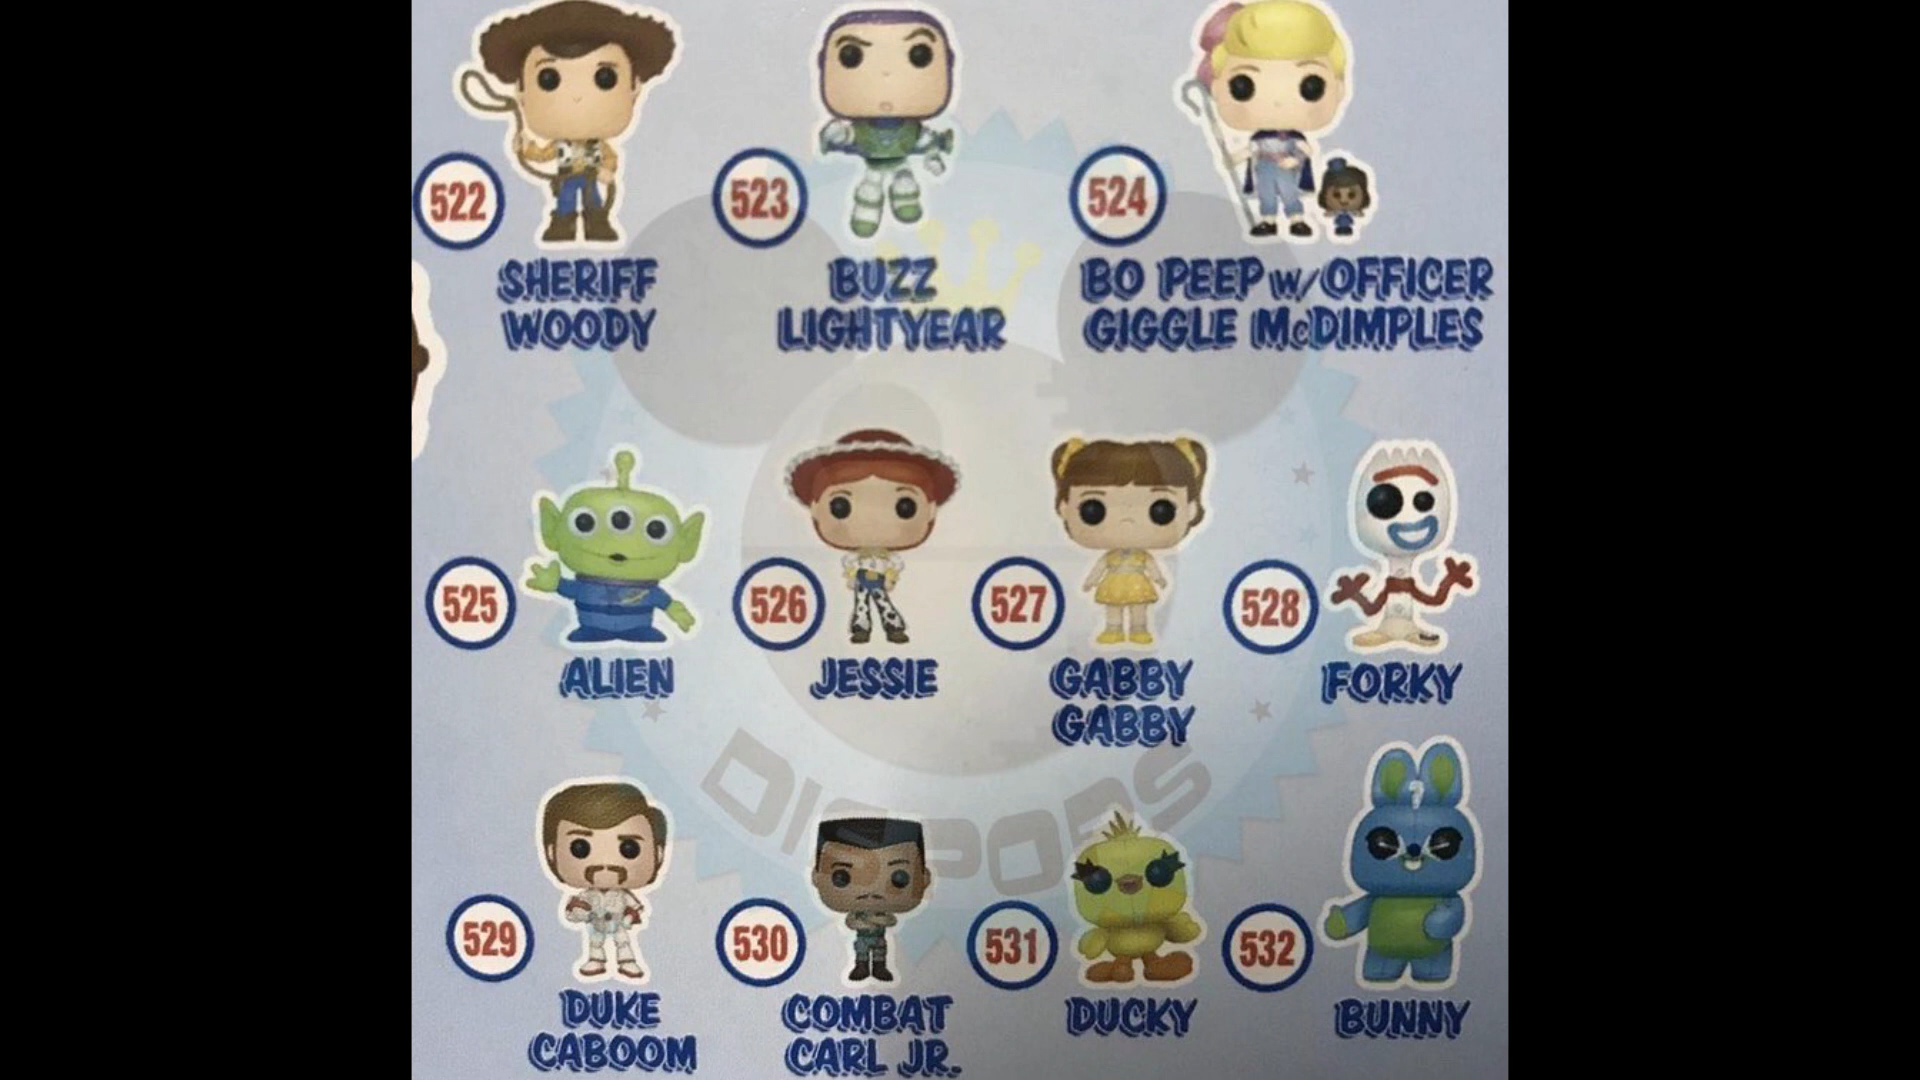 522
SHERIFF
WOODY
523
BUZZ
LIGHTYEAR
524
BO PEEP w/OFFICER
GIGGLE McDIMPLES
525
ALIEN
526
JESSIE
527
GABBY
GABBY
528
FORKY
529
DUKE
CABOOM
530
COMBAT
CARL JR.
531
DUCKY
532
BUNNY
DISPOPS